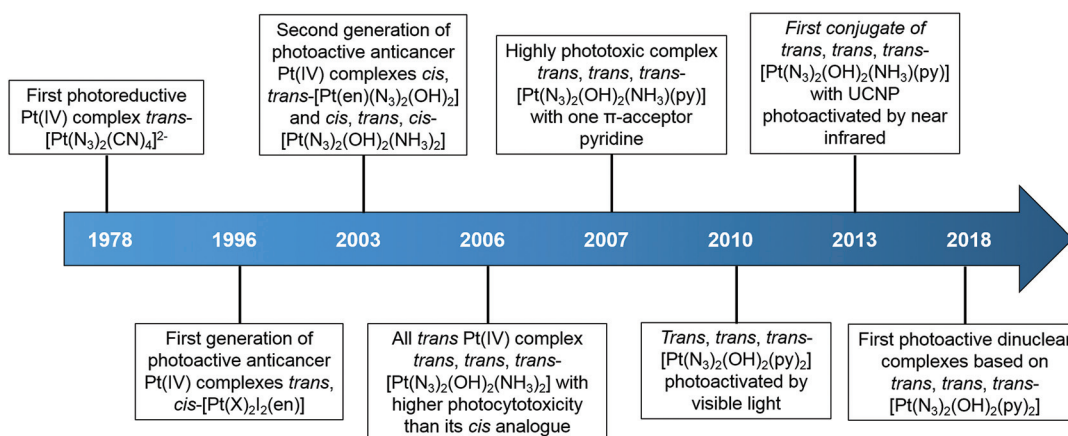 First photoreductive
Pt(IV) complex trans-
[Pt(N₃)₂(CN)₄]²⁻
Second generation of
photoactive anticancer
Pt(IV) complexes cis,
trans-[Pt(en)(N₃)₂(OH)₂]
and cis, trans, cis-
[Pt(N₃)₂(OH)₂(NH₃)₂]
Highly phototoxic complex
trans, trans, trans-
[Pt(N₃)₂(OH)₂(NH₃)(py)]
with one π-acceptor
pyridine
First conjugate of
trans, trans, trans-
[Pt(N₃)₂(OH)₂(NH₃)(py)]
with UCNP
photoactivated by near
infrared
1978 1996 2003 2006 2007 2010 2013 2018
First generation of
photoactive anticancer
Pt(IV) complexes trans,
cis-[Pt(X)₂I₂(en)]
All trans Pt(IV) complex
trans, trans, trans-
[Pt(N₃)₂(OH)₂(NH₃)₂] with
higher photocytotoxicity
than its cis analogue
Trans, trans, trans-
[Pt(N₃)₂(OH)₂(py)₂]
photoactivated by
visible light
First photoactive dinuclear
complexes based on
trans, trans, trans-
[Pt(N₃)₂(OH)₂(py)₂]